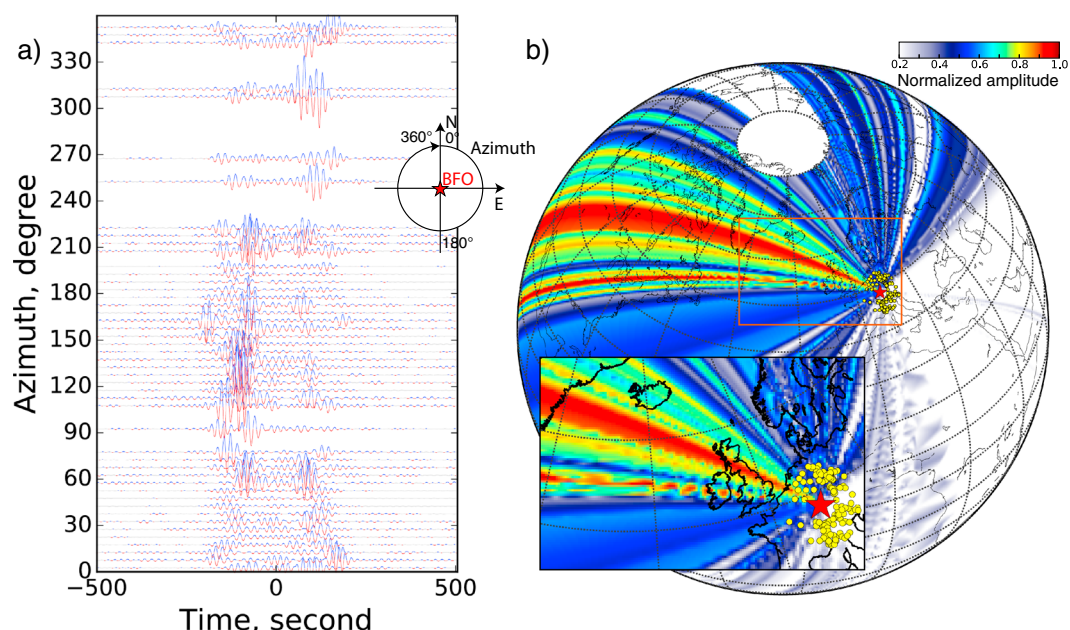 a)
330
300
270
240
210
180
150
120
90
60
30
0
Azimuth, degree
−500
0
500
Time, second
N
360°
0°
Azimuth
BFO
E
180°
b)
0.2 0.4 0.6 0.8 1.0
Normalized amplitude